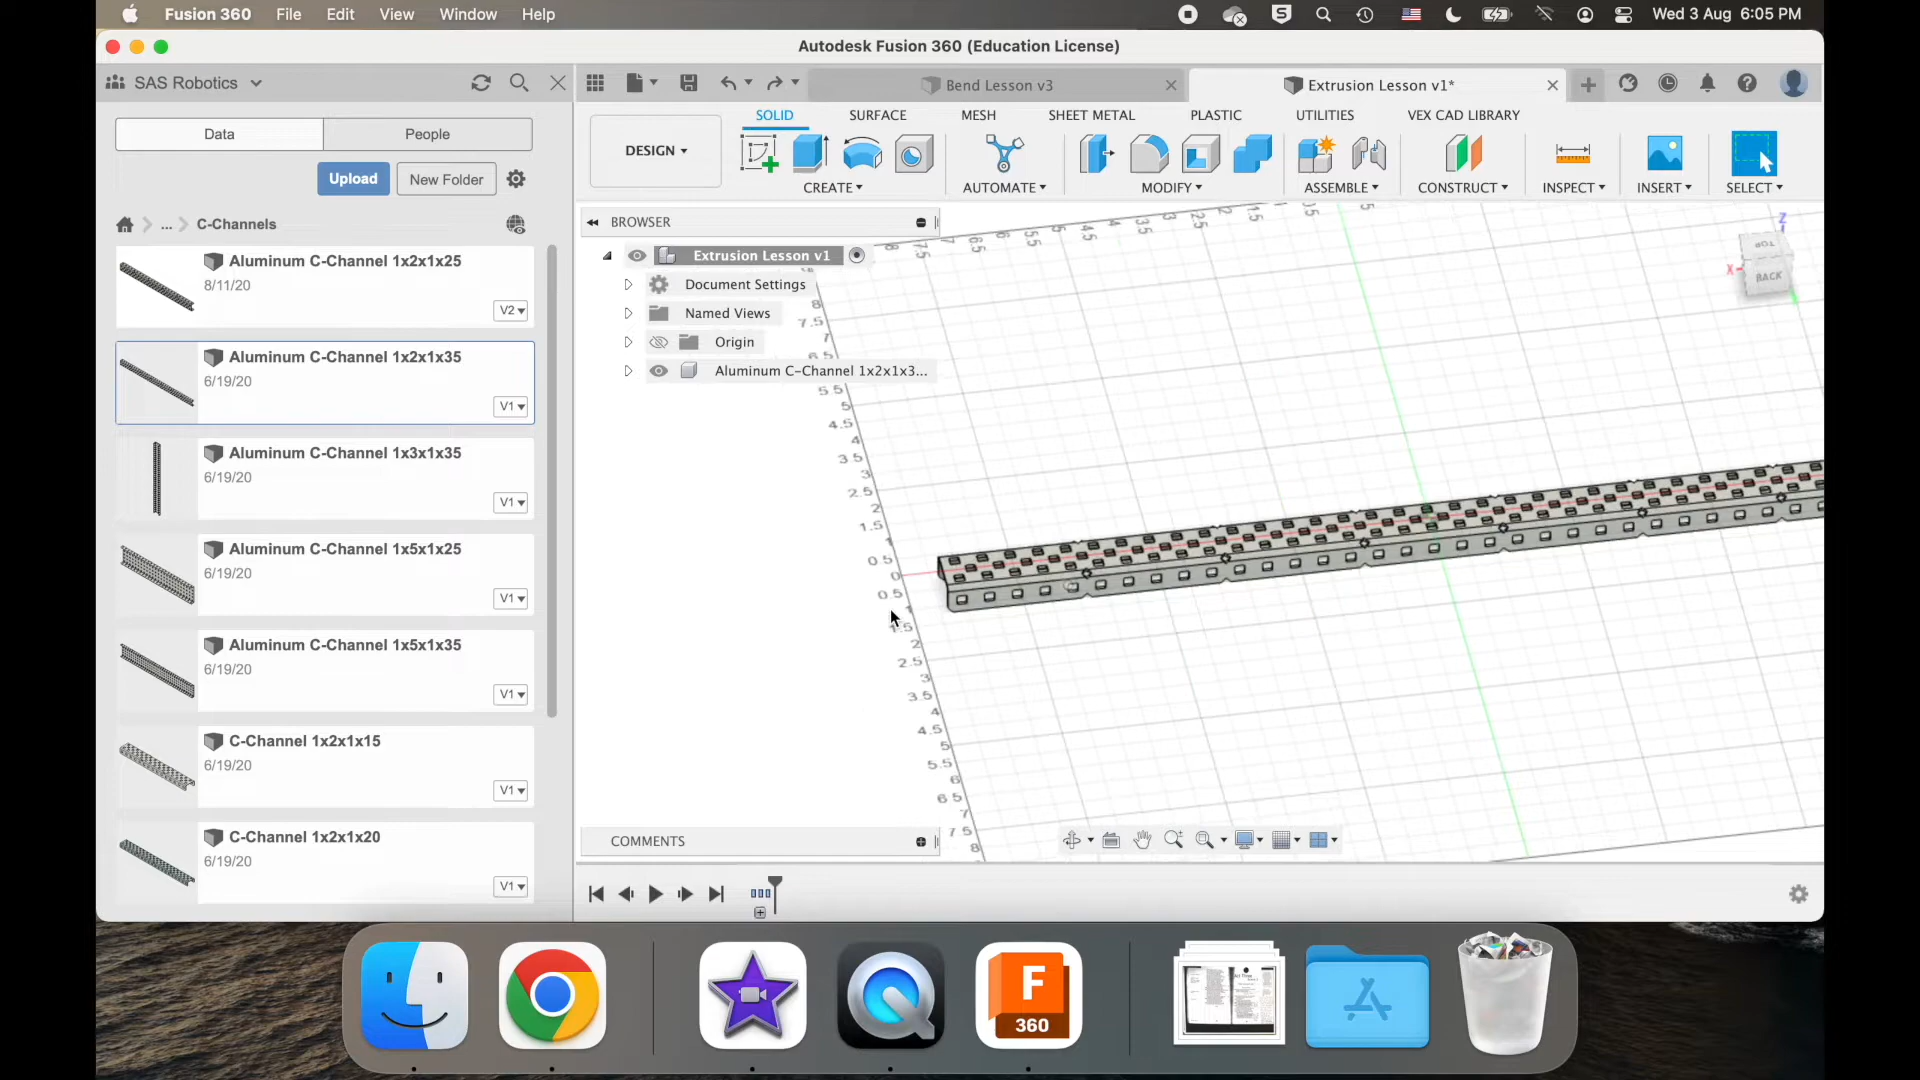 Fusion 360 File Edit View Window Help
Wed 3 Aug 6:05 PM
Autodesk Fusion 360 (Education License)
SAS Robotics
Bend Lesson v3
Extrusion Lesson v1*
Data
People
Upload
New Folder
... C-Channels
Aluminum C-Channel 1x2x1x25
8/11/20
V2
Aluminum C-Channel 1x2x1x35
6/19/20
V1
Aluminum C-Channel 1x3x1x35
6/19/20
V1
Aluminum C-Channel 1x5x1x25
6/19/20
V1
Aluminum C-Channel 1x5x1x35
6/19/20
V1
C-Channel 1x2x1x15
6/19/20
V1
C-Channel 1x2x1x20
6/19/20
V1
DESIGN
SOLID SURFACE MESH SHEET METAL PLASTIC UTILITIES VEX CAD LIBRARY
CREATE AUTOMATE MODIFY ASSEMBLE CONSTRUCT INSPECT INSERT SELECT
BROWSER
Extrusion Lesson v1
Document Settings
Named Views
Origin
Aluminum C-Channel 1x2x1x3...
Z
TOP
X
BACK
COMMENTS
F
360